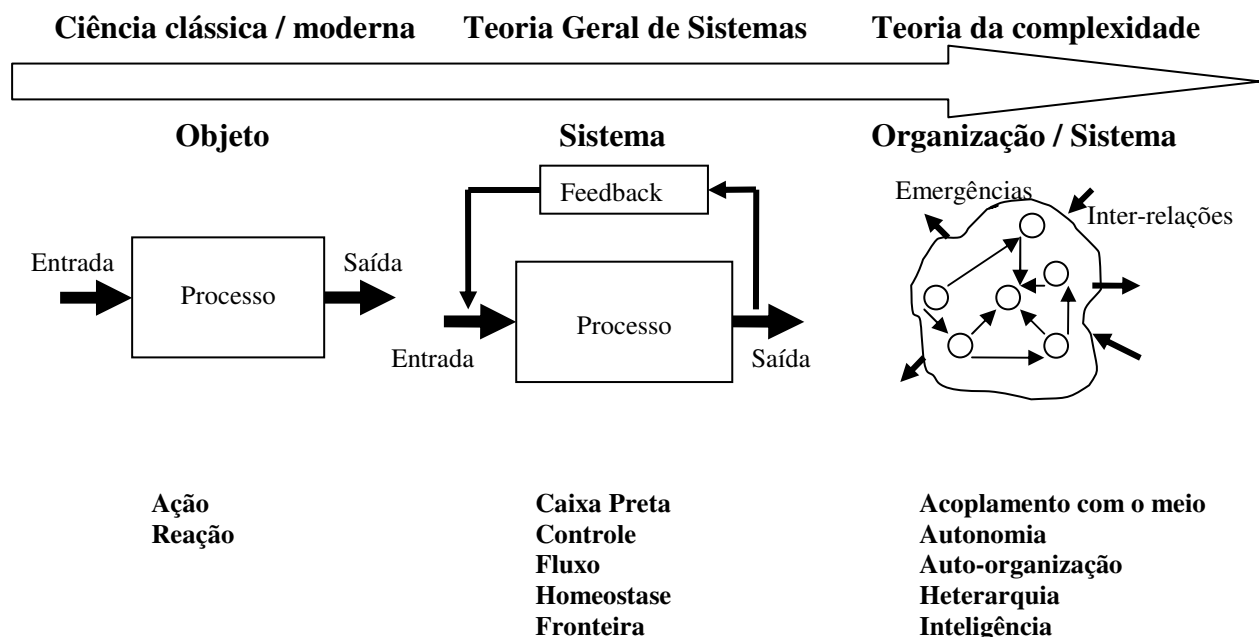 Ciência clássica / moderna
Teoria Geral de Sistemas
Teoria da complexidade
Objeto
Sistema
Organização / Sistema
Entrada
Processo
Saída
Feedback
Entrada
Processo
Saída
Emergências
Inter-relações
Ação
Reação
Caixa Preta
Controle
Fluxo
Homeostase
Fronteira
Acoplamento com o meio
Autonomia
Auto-organização
Heterarquia
Inteligência